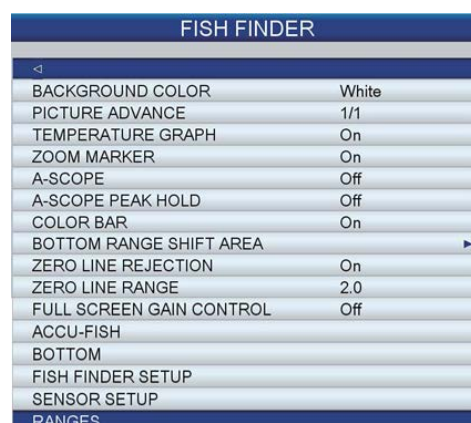 FISH FINDER
BACKGROUND COLOR White
PICTURE ADVANCE 1/1
TEMPERATURE GRAPH On
ZOOM MARKER On
A-SCOPE Off
A-SCOPE PEAK HOLD Off
COLOR BAR On
BOTTOM RANGE SHIFT AREA
ZERO LINE REJECTION On
ZERO LINE RANGE 2.0
FULL SCREEN GAIN CONTROL Off
ACCU-FISH
BOTTOM
FISH FINDER SETUP
SENSOR SETUP
RANGES